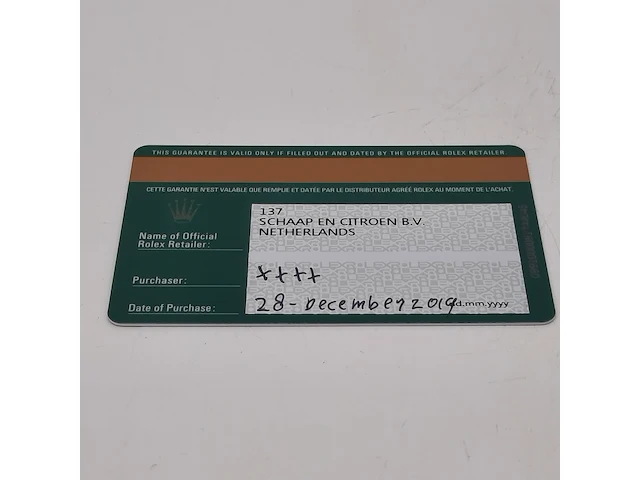 THIS GUARANTEE IS VALID ONLY IF FILLED OUT AND DATED BY THE OFFICIAL ROLEX RETAILER.
CETTE GARANTIE N'EST VALABLE QUE REMPLIE ET DATÉE PAR LE DISTRIBUTEUR AGRÉÉ ROLEX AU MOMENT DE L'ACHAT.
Name of Official
Rolex Retailer:
137
SCHAAP EN CITROEN B.V.
NETHERLANDS
Purchaser:
XXXX
Date of Purchase:
28-December 2019
dd.mm.yyyy